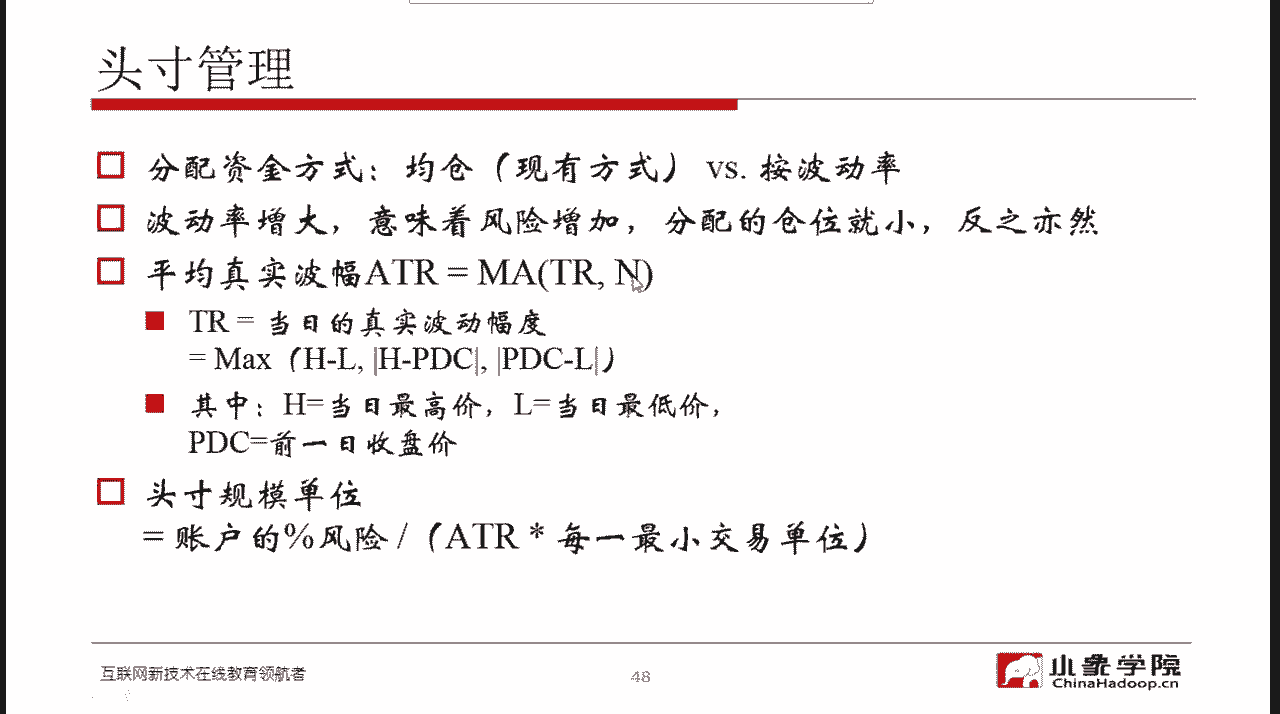 头寸管理
分配资金方式：均仓（现有方式） vs. 按波动率
波动率增大，意味着风险增加，分配的仓位就小，反之亦然
平均真实波幅ATR = MA(TR, N)
TR = 当日的真实波动幅度
= Max（H-L, |H-PDC|, |PDC-L|）
其中：H=当日最高价，L=当日最低价，
PDC=前一日收盘价
头寸规模单位
= 账户的%风险 /（ATR * 每一最小交易单位）
互联网新技术在线教育领航者
48
小象学院
ChinaHadoop.cn